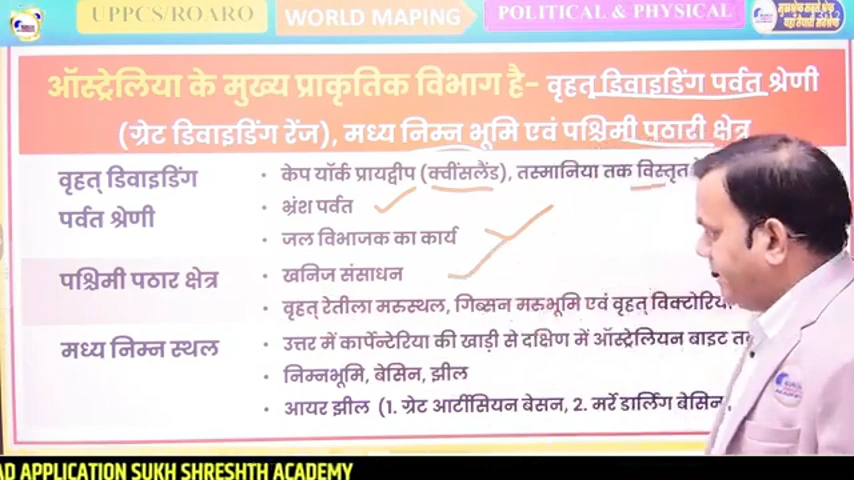 UPPCS/ROARO
WORLD MAPING
POLITICAL & PHYSICAL
ऑस्ट्रेलिया के मुख्य प्राकृतिक विभाग है- वृहत् डिवाइडिंग पर्वत श्रेणी
(ग्रेट डिवाइडिंग रेंज), मध्य निम्न भूमि एवं पश्चिमी पठारी क्षेत्र
वृहत् डिवाइडिंग
पर्वत श्रेणी
• केप यॉर्क प्रायद्वीप (क्वींसलैंड), तस्मानिया तक विस्तृत
• भ्रंश पर्वत
• जल विभाजक का कार्य
पश्चिमी पठार क्षेत्र
• खनिज संसाधन
• वृहत् रेतीला मरुस्थल, गिब्सन मरुभूमि एवं वृहत् विक्टोरिया
मध्य निम्न स्थल
• उत्तर में कार्पेन्टेरिया की खाड़ी से दक्षिण में ऑस्ट्रेलियन बाइट
• निम्नभूमि, बेसिन, झील
• आयर झील (1. ग्रेट आर्टीसियन बेसन, 2. मर्रे डार्लिग बेसिन
AD APPLICATION SUKH SHRESHTH ACADEMY